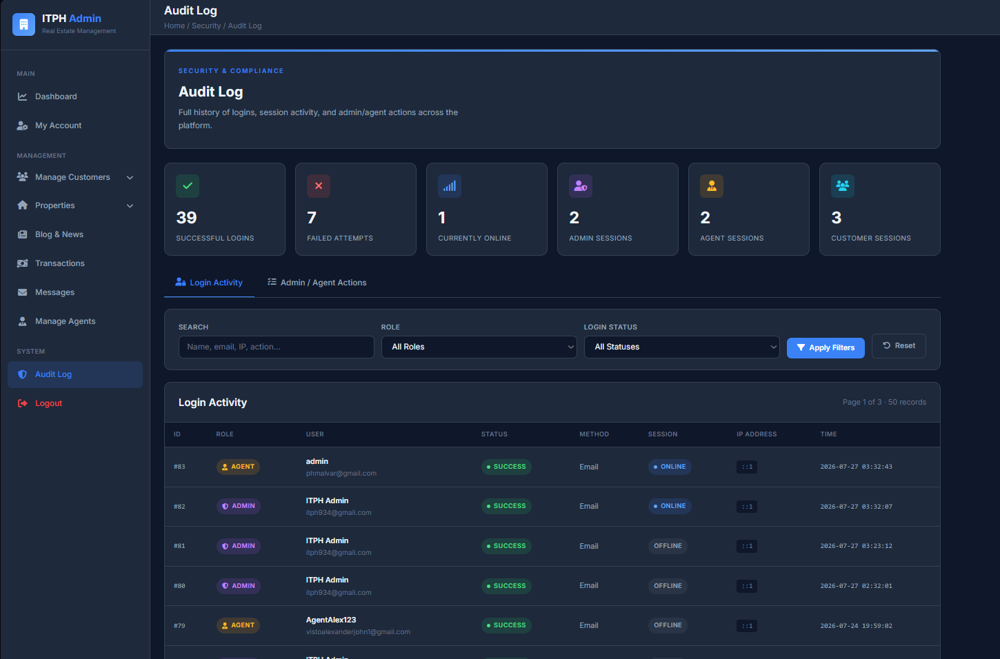 ITPH Admin
Real Estate Management
MAIN
Dashboard
My Account
MANAGEMENT
Manage Customers
Properties
Blog & News
Transactions
Messages
Manage Agents
SYSTEM
Audit Log
Logout
Audit Log
Home / Security / Audit Log
SECURITY & COMPLIANCE
Audit Log
Full history of logins, session activity, and admin/agent actions across the
platform.
39
SUCCESSFUL LOGINS
7
FAILED ATTEMPTS
1
CURRENTLY ONLINE
2
ADMIN SESSIONS
2
AGENT SESSIONS
3
CUSTOMER SESSIONS
Login Activity
Admin / Agent Actions
SEARCH
Name, email, IP, action...
ROLE
All Roles
LOGIN STATUS
All Statuses
Apply Filters
Reset
Login Activity
Page 1 of 3 · 50 records
ID ROLE USER STATUS METHOD SESSION IP ADDRESS TIME
#83 AGENT admin SUCCESS Email ONLINE ::1 2026-07-27 03:32:43
phmalvar@gmail.com
#82 ADMIN ITPH Admin SUCCESS Email ONLINE ::1 2026-07-27 03:32:07
itph934@gmail.com
#81 ADMIN ITPH Admin SUCCESS Email OFFLINE ::1 2026-07-27 03:23:12
itph934@gmail.com
#80 ADMIN ITPH Admin SUCCESS Email OFFLINE ::1 2026-07-27 02:32:01
itph934@gmail.com
#79 AGENT AgentAlex123 SUCCESS Email OFFLINE ::1 2026-07-24 19:59:02
vistoalexanderjohn1@gmail.com
ITPH Admin